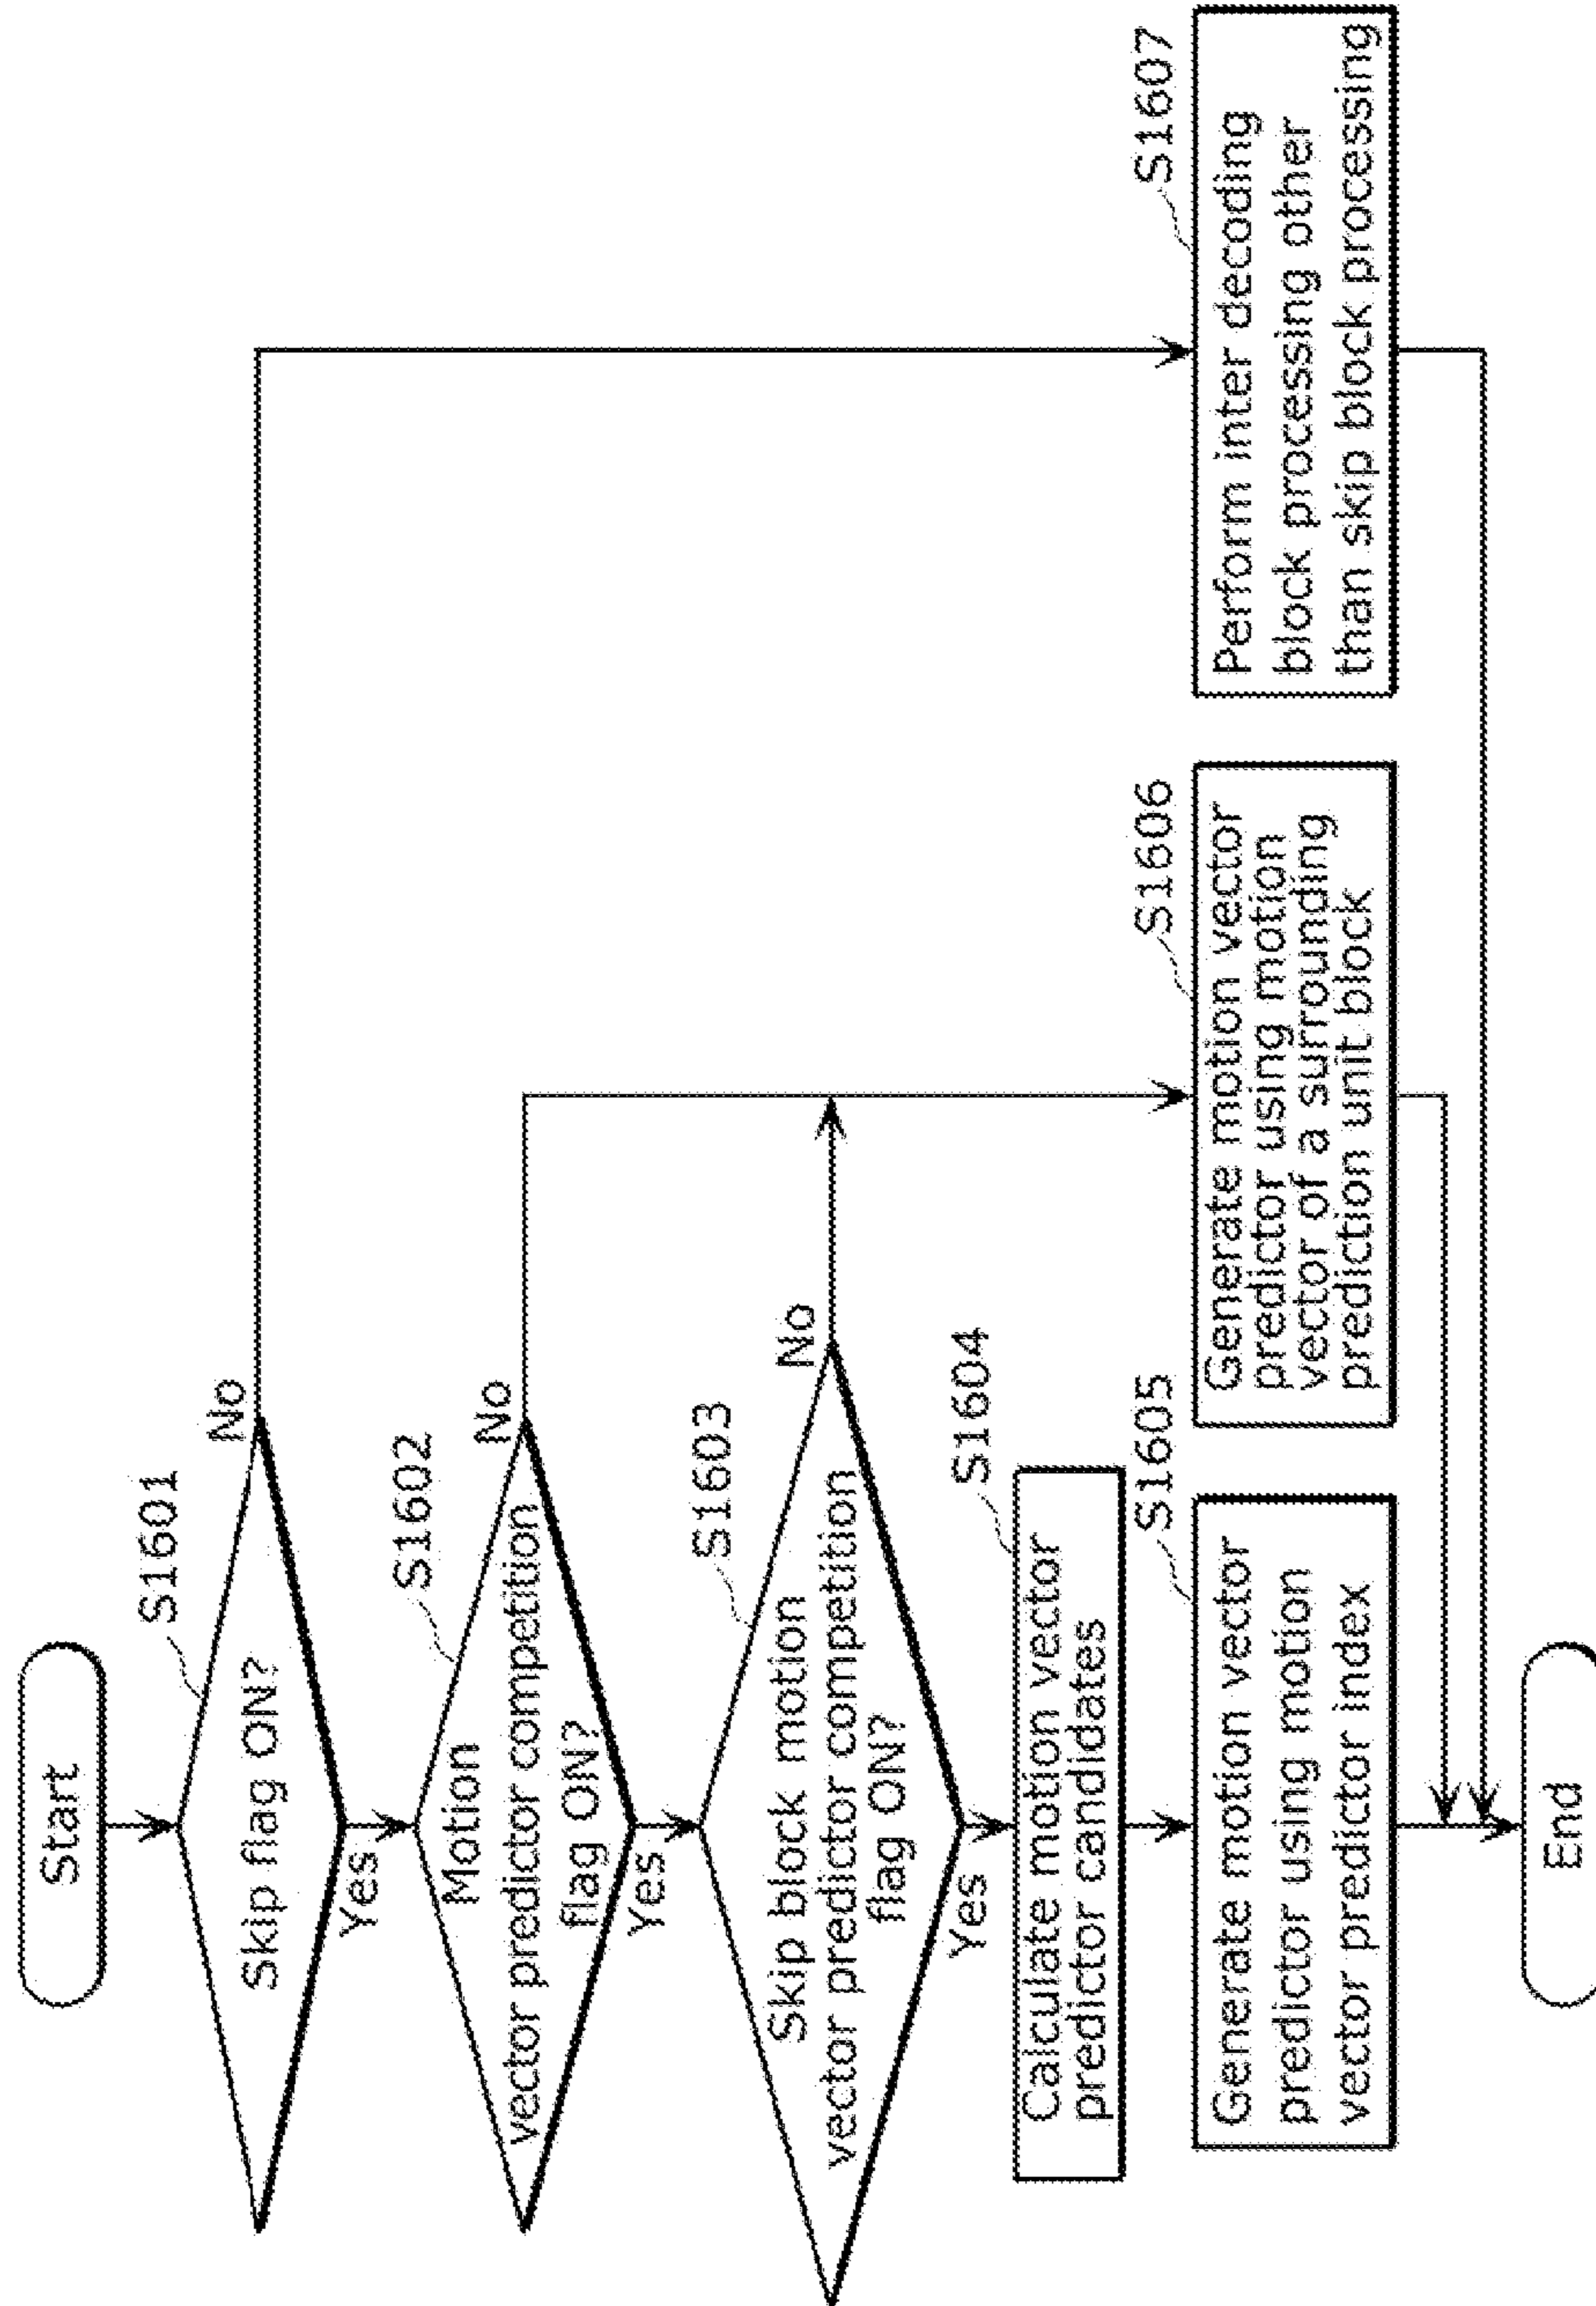 Start
S1601
Skip flag ON?
No
Yes
S1602
Motion
vector predictor competition
flag ON?
No
Yes
S1603
Skip block motion
vector predictor competition
flag ON?
No
Yes
S1604
Calculate motion vector
predictor candidates
S1605
Generate motion vector
predictor using motion
vector predictor index
S1606
Generate motion vector
predictor using motion
vector of a surrounding
prediction unit block
S1607
Perform inter decoding
block processing other
than skip block processing
End